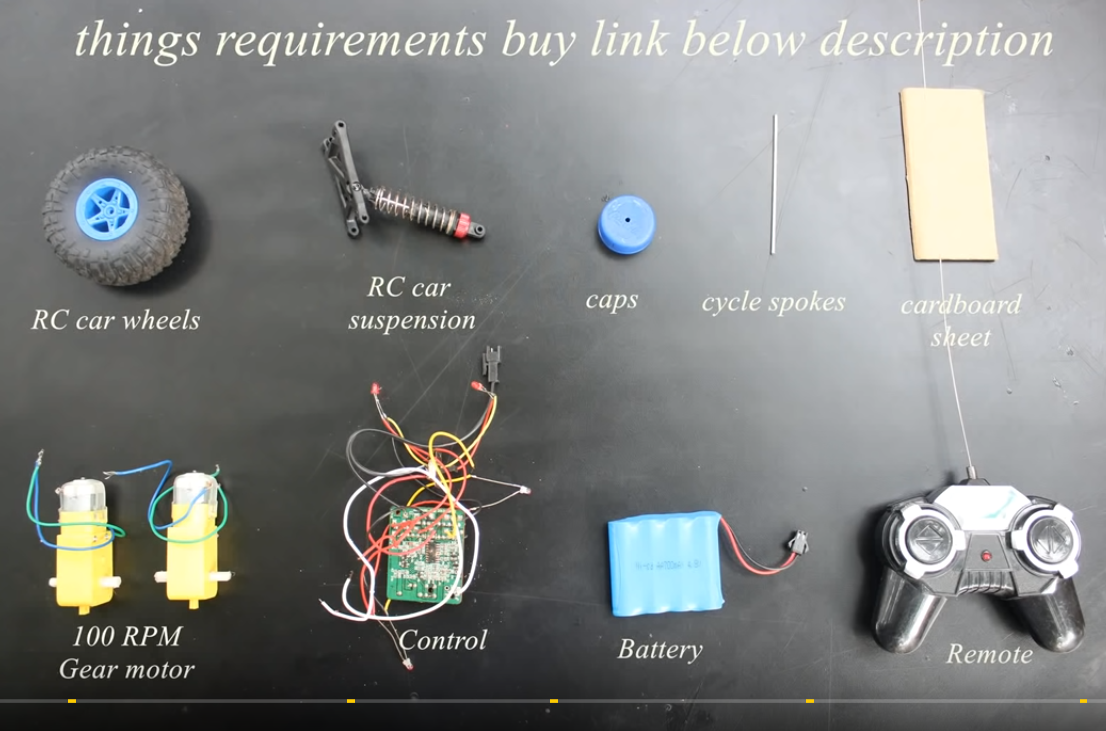 things requirements buy link below description
RC car wheels
RC car
suspension
caps
cycle spokes
cardboard
sheet
100 RPM
Gear motor
Control
Battery
Remote